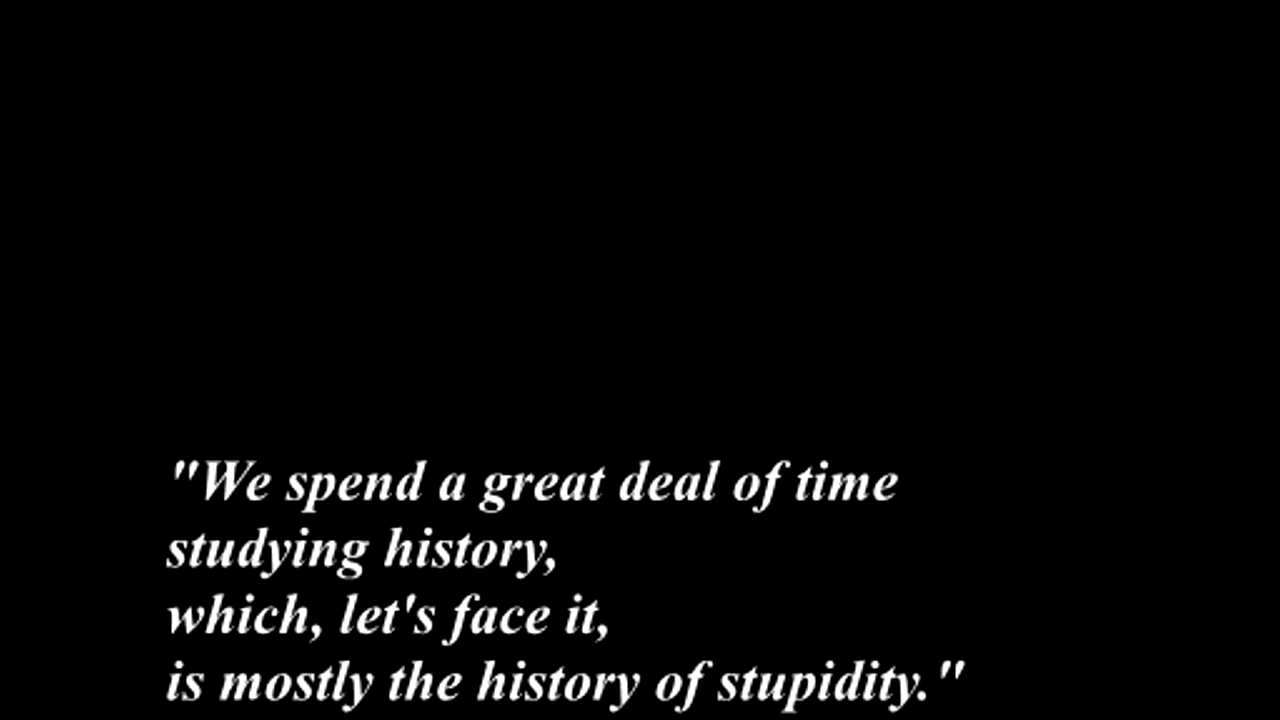 "We spend a great deal of time
studying history,
which, let's face it,
is mostly the history of stupidity."